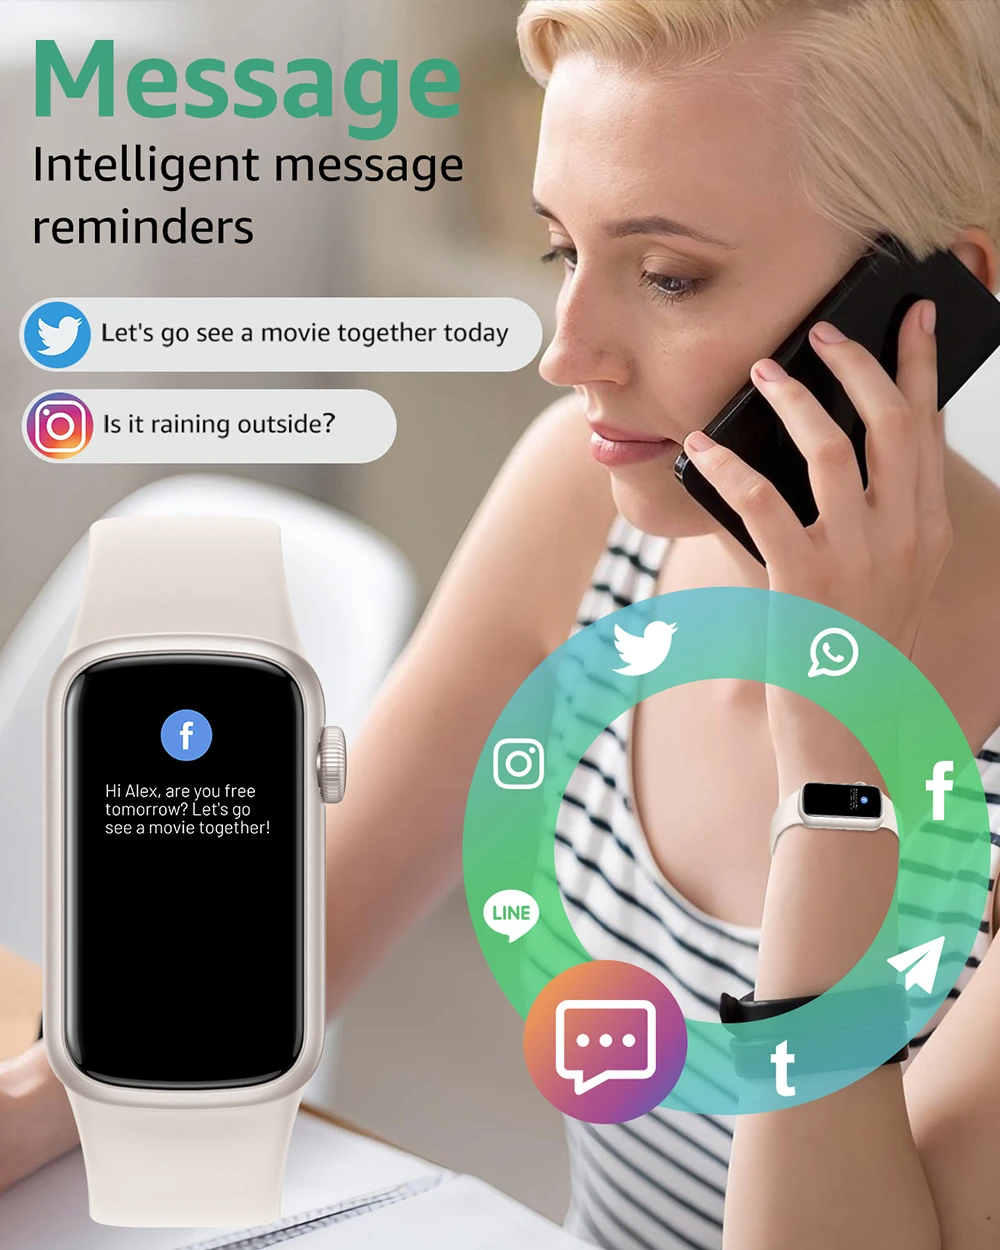 Message
Intelligent message
reminders
Let's go see a movie together today
Is it raining outside?
Hi Alex, are you free
tomorrow? Let's go
see a movie together!
LINE